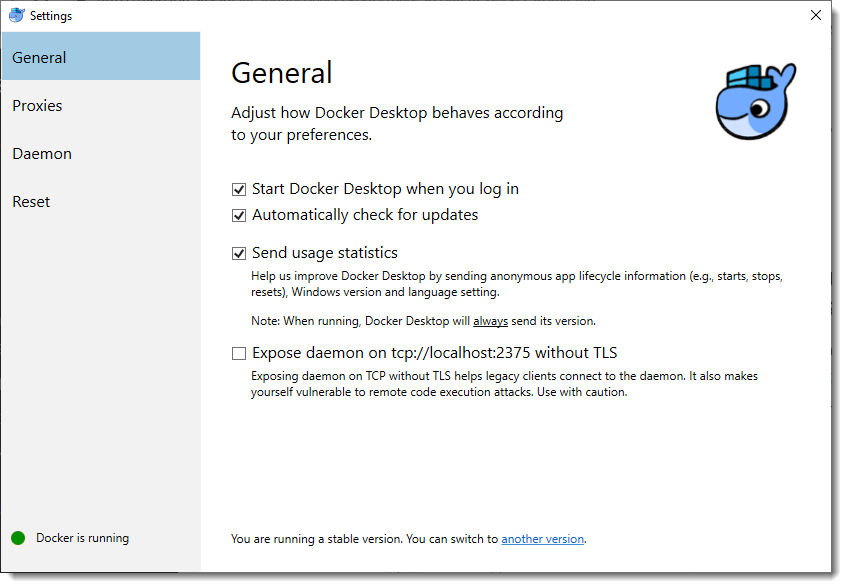 Settings
General
Proxies
Daemon
Reset
General
Adjust how Docker Desktop behaves according
to your preferences.
Start Docker Desktop when you log in
Automatically check for updates
Send usage statistics
Help us improve Docker Desktop by sending anonymous app lifecycle information (e.g., starts, stops,
resets), Windows version and language setting.
Note: When running, Docker Desktop will always send its version.
Expose daemon on tcp://localhost:2375 without TLS
Exposing daemon on TCP without TLS helps legacy clients connect to the daemon. It also makes
yourself vulnerable to remote code execution attacks. Use with caution.
Docker is running
You are running a stable version. You can switch to another version.